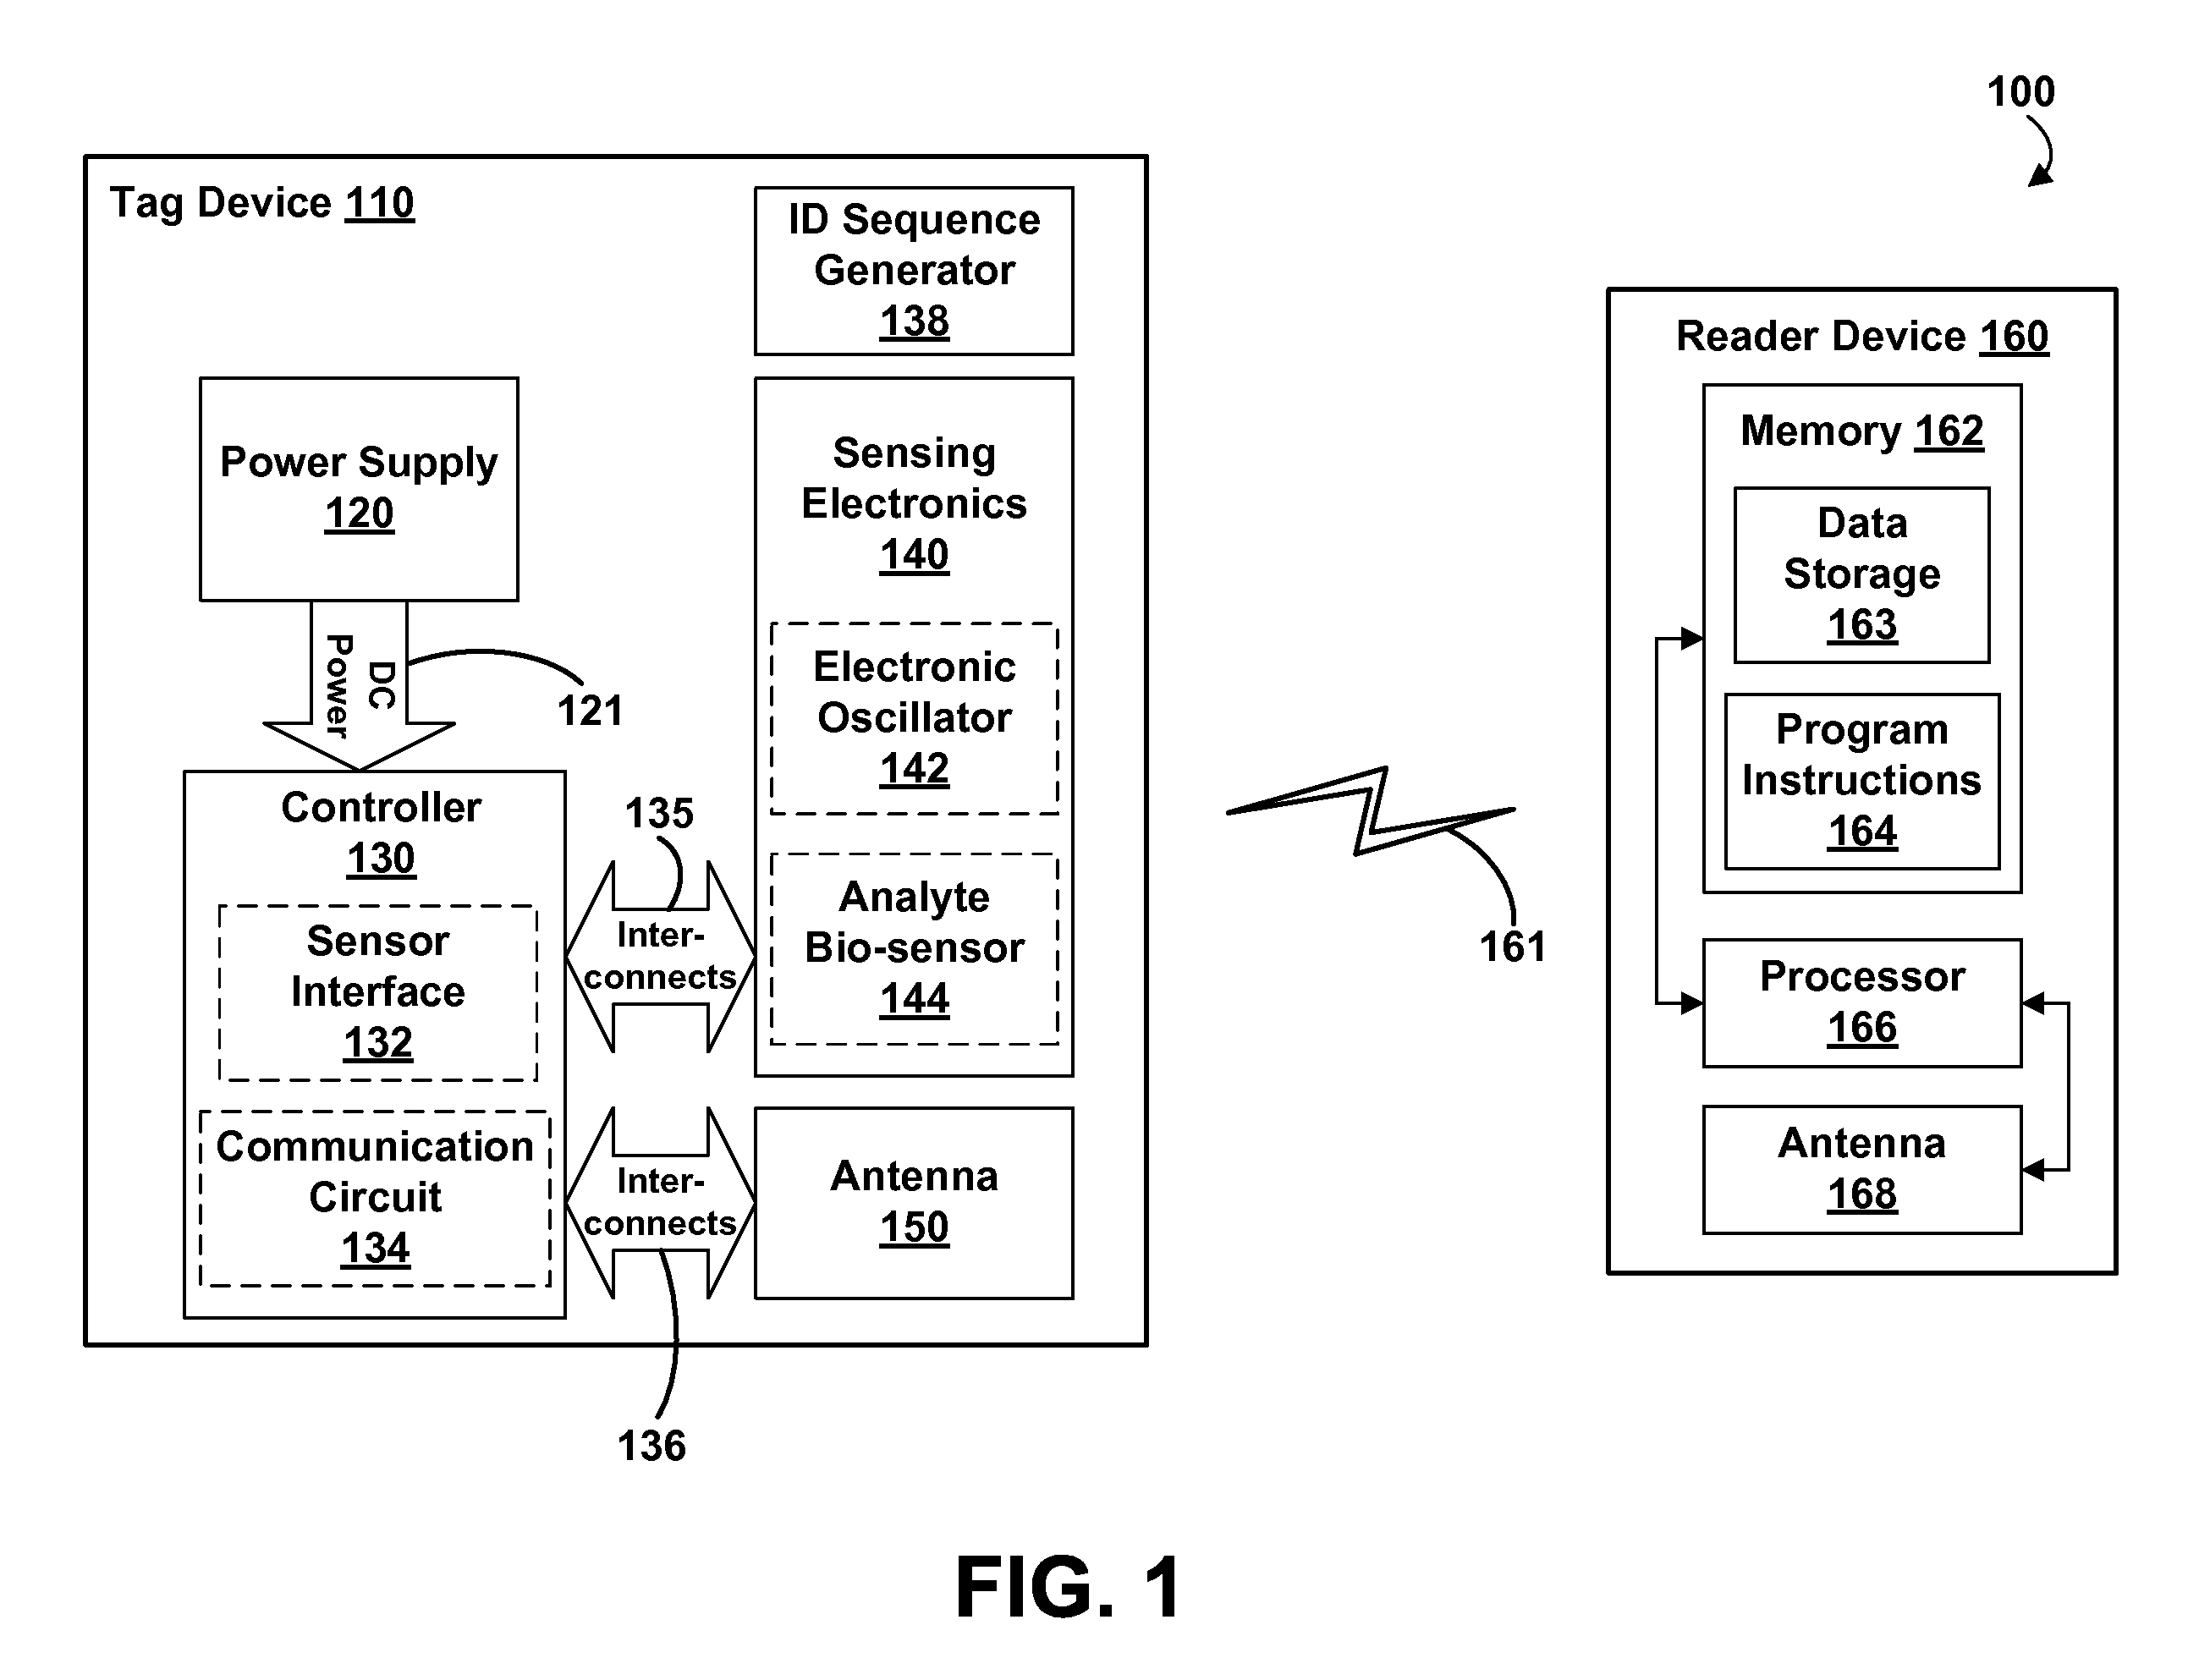 100
Tag Device 110
ID Sequence
Generator
138
Power Supply
120
DC
Power
121
Controller
130
Sensor
Interface
132
Communication
Circuit
134
135
Inter-
connects
Inter-
connects
136
Sensing
Electronics
140
Electronic
Oscillator
142
Analyte
Bio-sensor
144
Antenna
150
161
Reader Device 160
Memory 162
Data
Storage
163
Program
Instructions
164
Processor
166
Antenna
168
FIG. 1